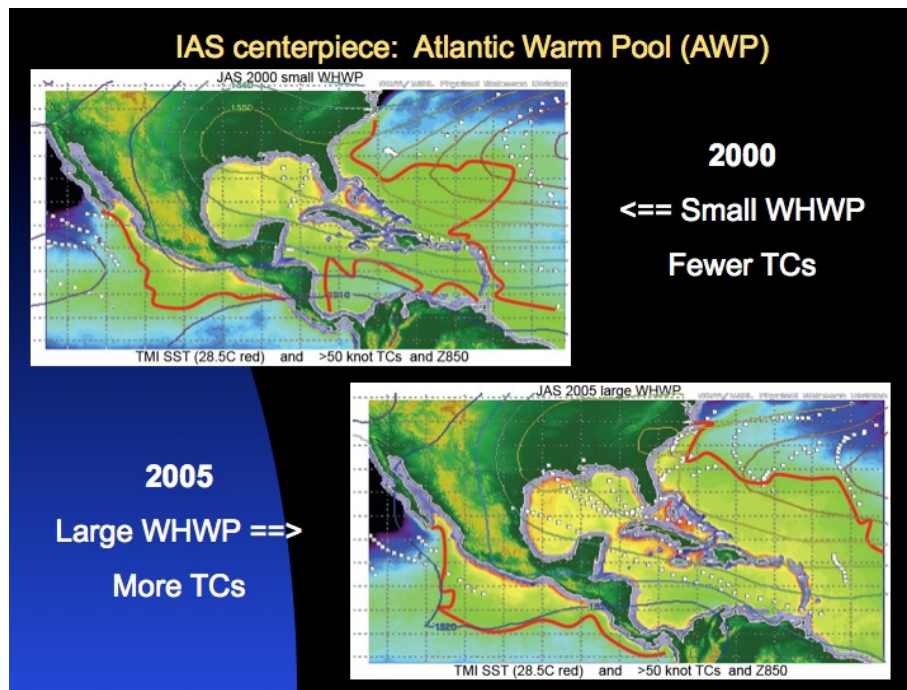 IAS centerpiece: Atlantic Warm Pool (AWP)
JAS 2000 small WHWP
1550
1010
TMI SST (28.5C red) and >50 knot TCs and Z850
2000
<== Small WHWP
Fewer TCs
2005
Large WHWP ==>
More TCs
JAS 2005 large WHWP
1520
TMI SST (28.5C red) and >50 knot TCs and Z850